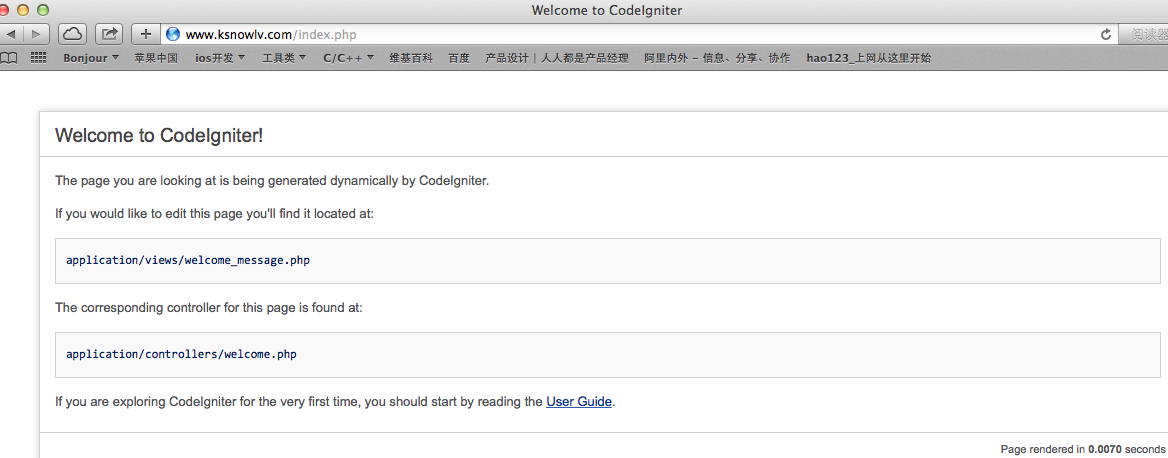 Welcome to CodeIgniter
www.ksnowlv.com/index.php
阅读器
Bonjour 苹果中国 ios开发 工具类 C/C++ 维基百科 百度 产品设计 | 人人都是产品经理 阿里内外 – 信息、分享、协作 hao123_上网从这里开始
Welcome to CodeIgniter!
The page you are looking at is being generated dynamically by CodeIgniter.
If you would like to edit this page you'll find it located at:
application/views/welcome_message.php
The corresponding controller for this page is found at:
application/controllers/welcome.php
If you are exploring CodeIgniter for the very first time, you should start by reading the User Guide.
Page rendered in 0.0070 seconds